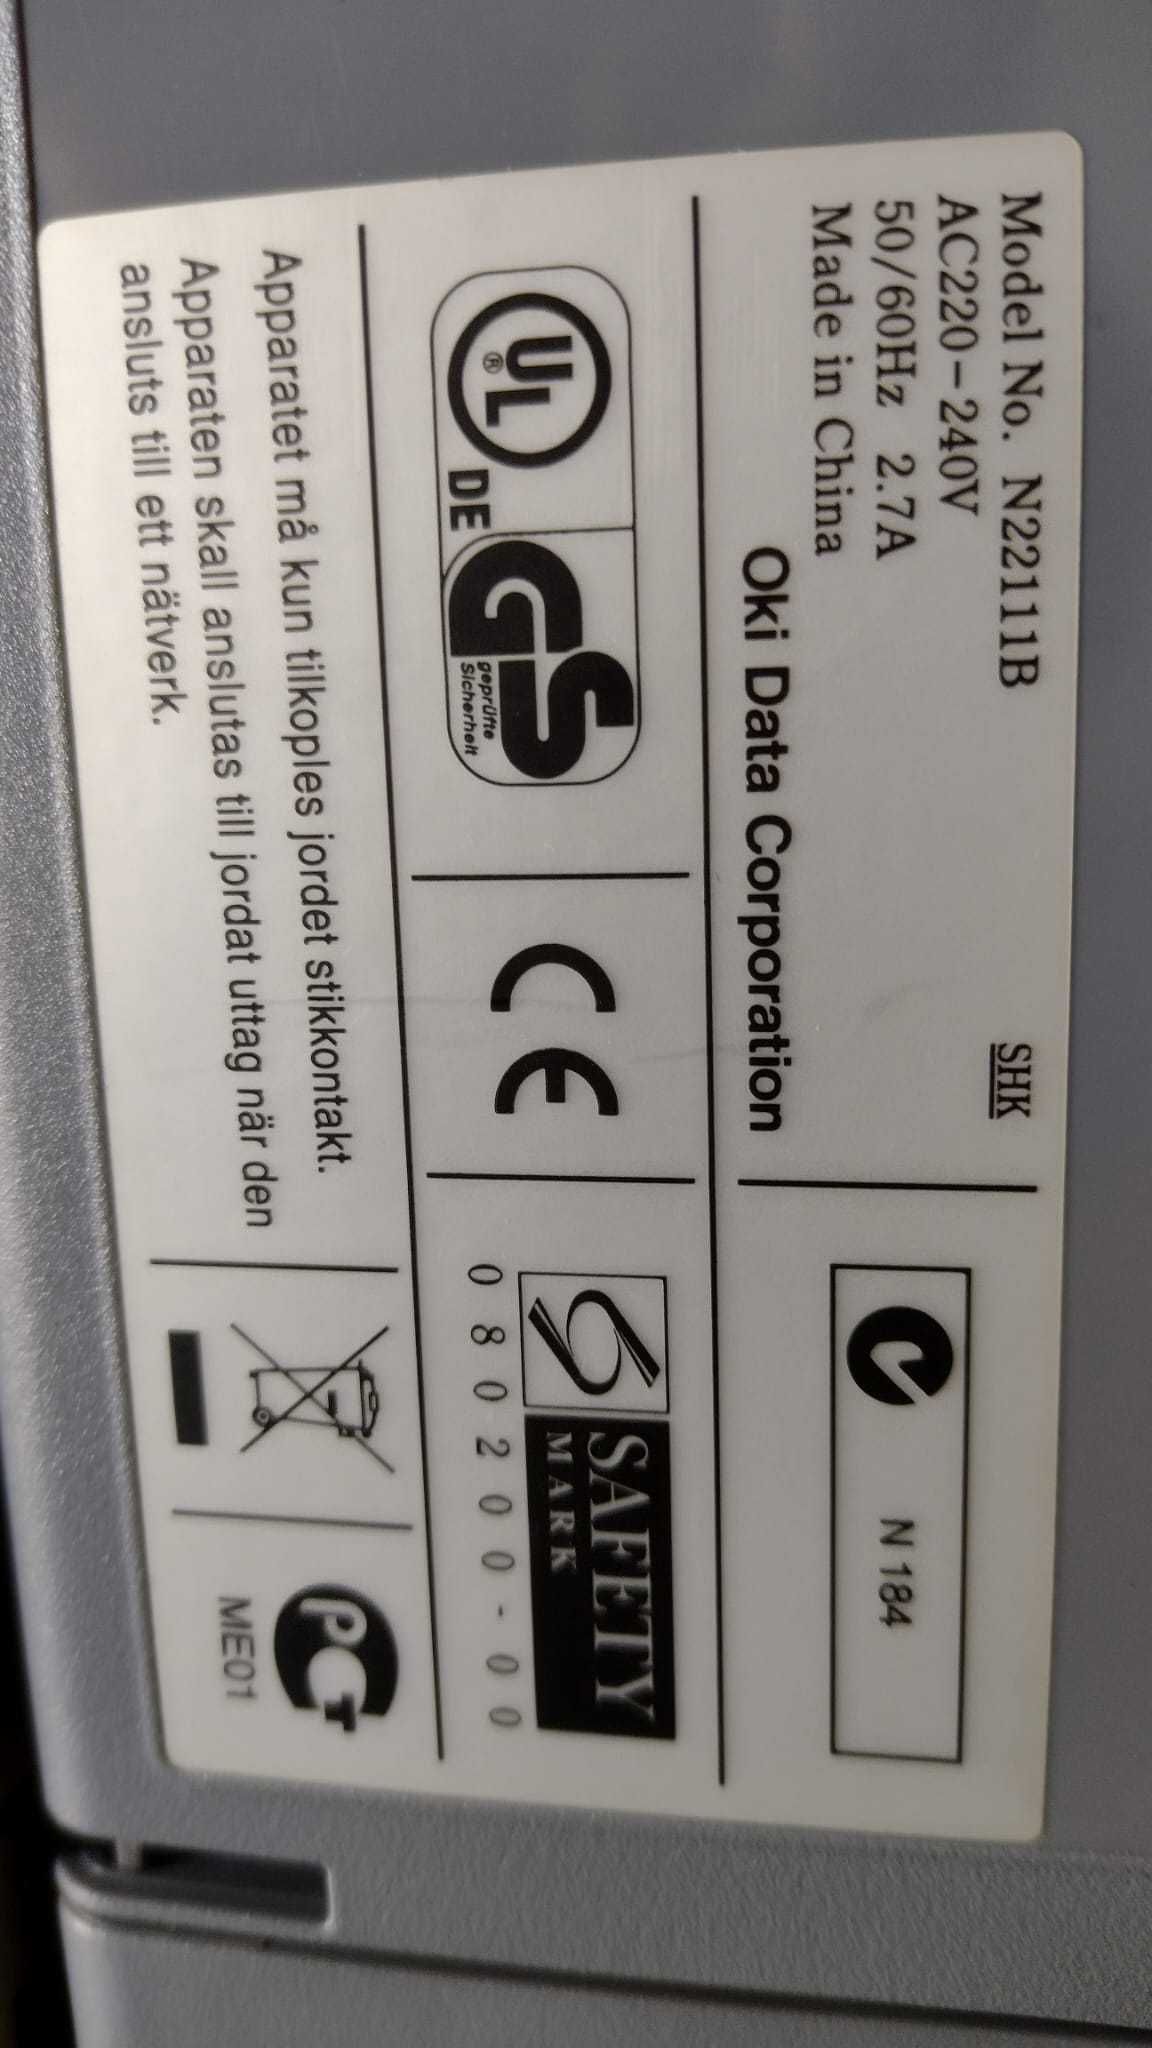 Model No. N22111B
SHK
AC220-240V
50/60Hz 2.7A
Made in China
Oki Data Corporation
N 184
UL
®
DE
GS
geprüfte
Sicherheit
CE
SAFETY
MARK
080200-00
Apparatet må kun tilkoples jordet stikkontakt.
Apparaten skall anslutas till jordat uttag när den
ansluts till ett nätverk.
PCT
ME01